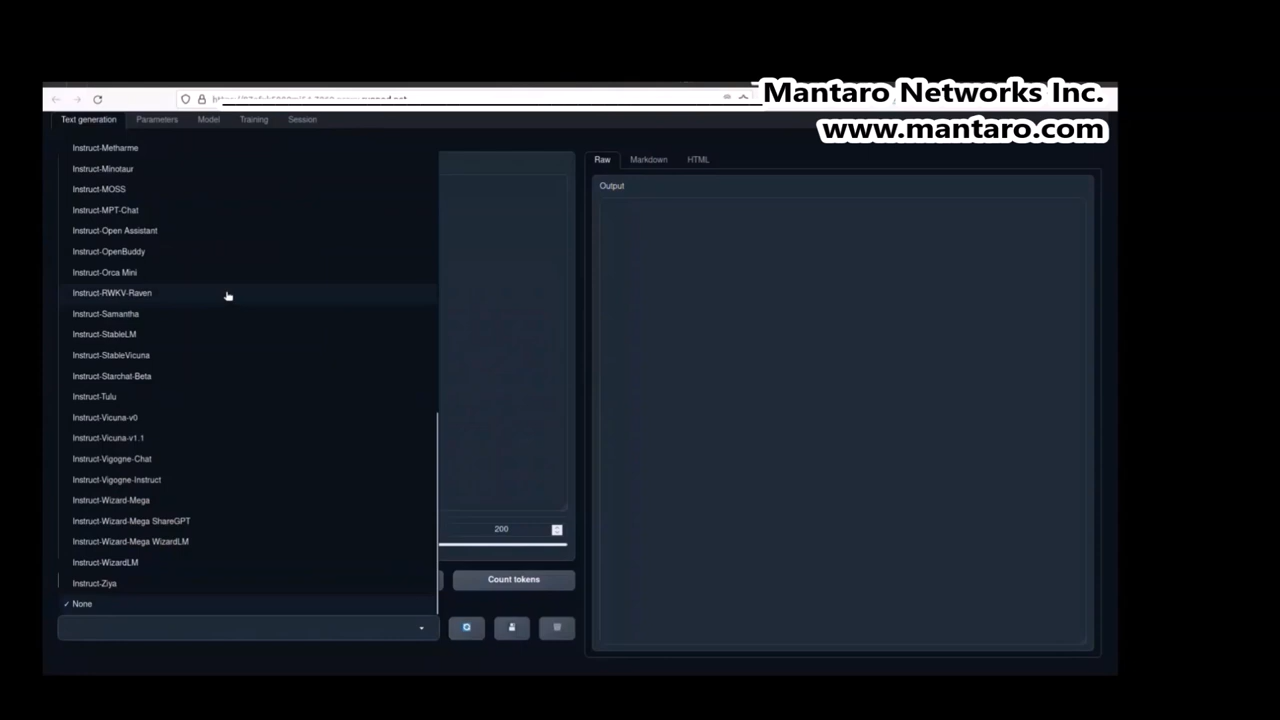 Mantaro Networks Inc.
www.mantaro.com
Text generation
Parameters
Model
Training
Session
Instruct-Metharme
Instruct-Minotaur
Instruct-MOSS
Instruct-MPT-Chat
Instruct-Open Assistant
Instruct-OpenBuddy
Instruct-Orca Mini
Instruct-RWKV-Raven
Instruct-Samantha
Instruct-StableLM
Instruct-StableVicuna
Instruct-Starchat-Beta
Instruct-Tulu
Instruct-Vicuna-v0
Instruct-Vicuna-v1.1
Instruct-Vigogne-Chat
Instruct-Vigogne-Instruct
Instruct-Wizard-Mega
Instruct-Wizard-Mega ShareGPT
Instruct-Wizard-Mega WizardLM
Instruct-WizardLM
Instruct-Ziya
✓ None
200
Count tokens
Raw
Markdown
HTML
Output